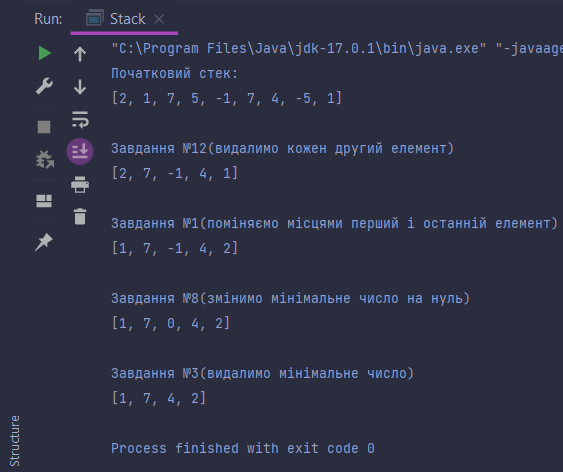 Run: Stack
"C:\Program Files\Java\jdk-17.0.1\bin\java.exe" "-javaage
Початковий стек:
[2, 1, 7, 5, -1, 7, 4, -5, 1]
Завдання №12(видалимо кожен другий елемент)
[2, 7, -1, 4, 1]
Завдання №1(поміняємо місцями перший і останній елемент)
[1, 7, -1, 4, 2]
Завдання №8(змінимо мінімальне число на нуль)
[1, 7, 0, 4, 2]
Завдання №3(видалимо мінімальне число)
[1, 7, 4, 2]
Process finished with exit code 0
Structure